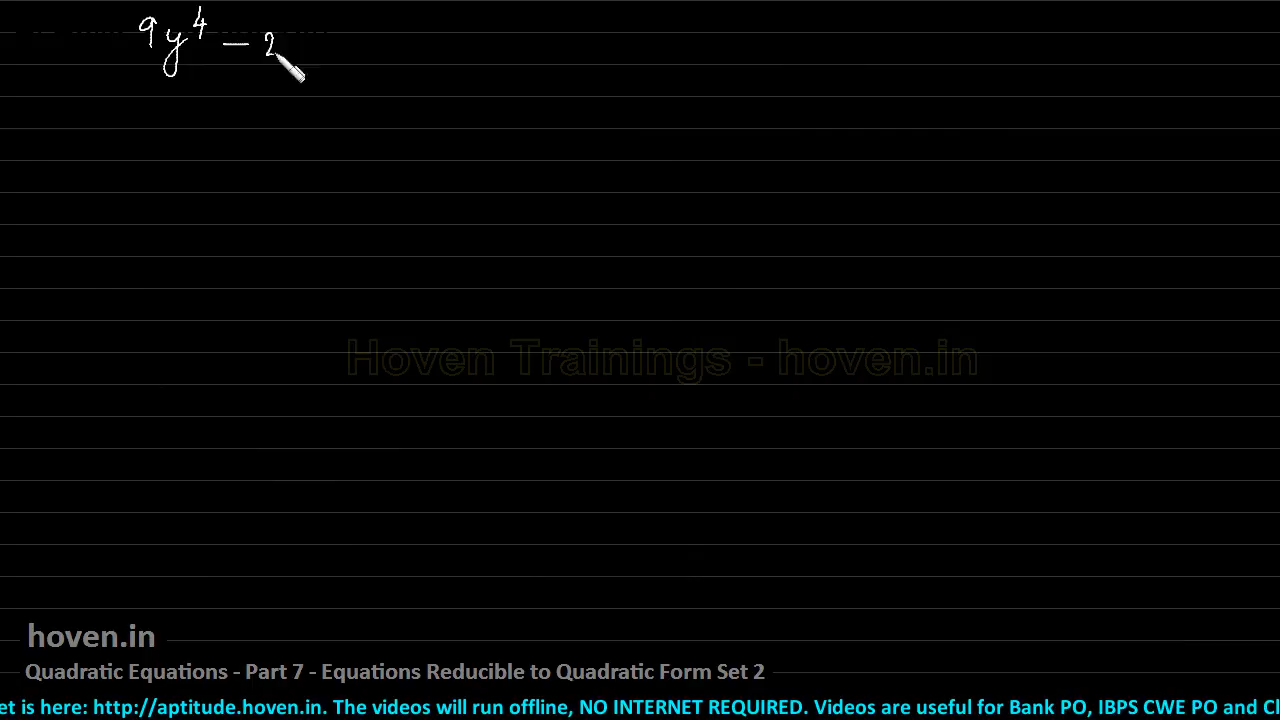 9y⁴ − 2
Hoven Trainings - hoven.in
hoven.in
Quadratic Equations - Part 7 - Equations Reducible to Quadratic Form Set 2
et is here: http://aptitude.hoven.in. The videos will run offline, NO INTERNET REQUIRED. Videos are useful for Bank PO, IBPS CWE PO and Cl